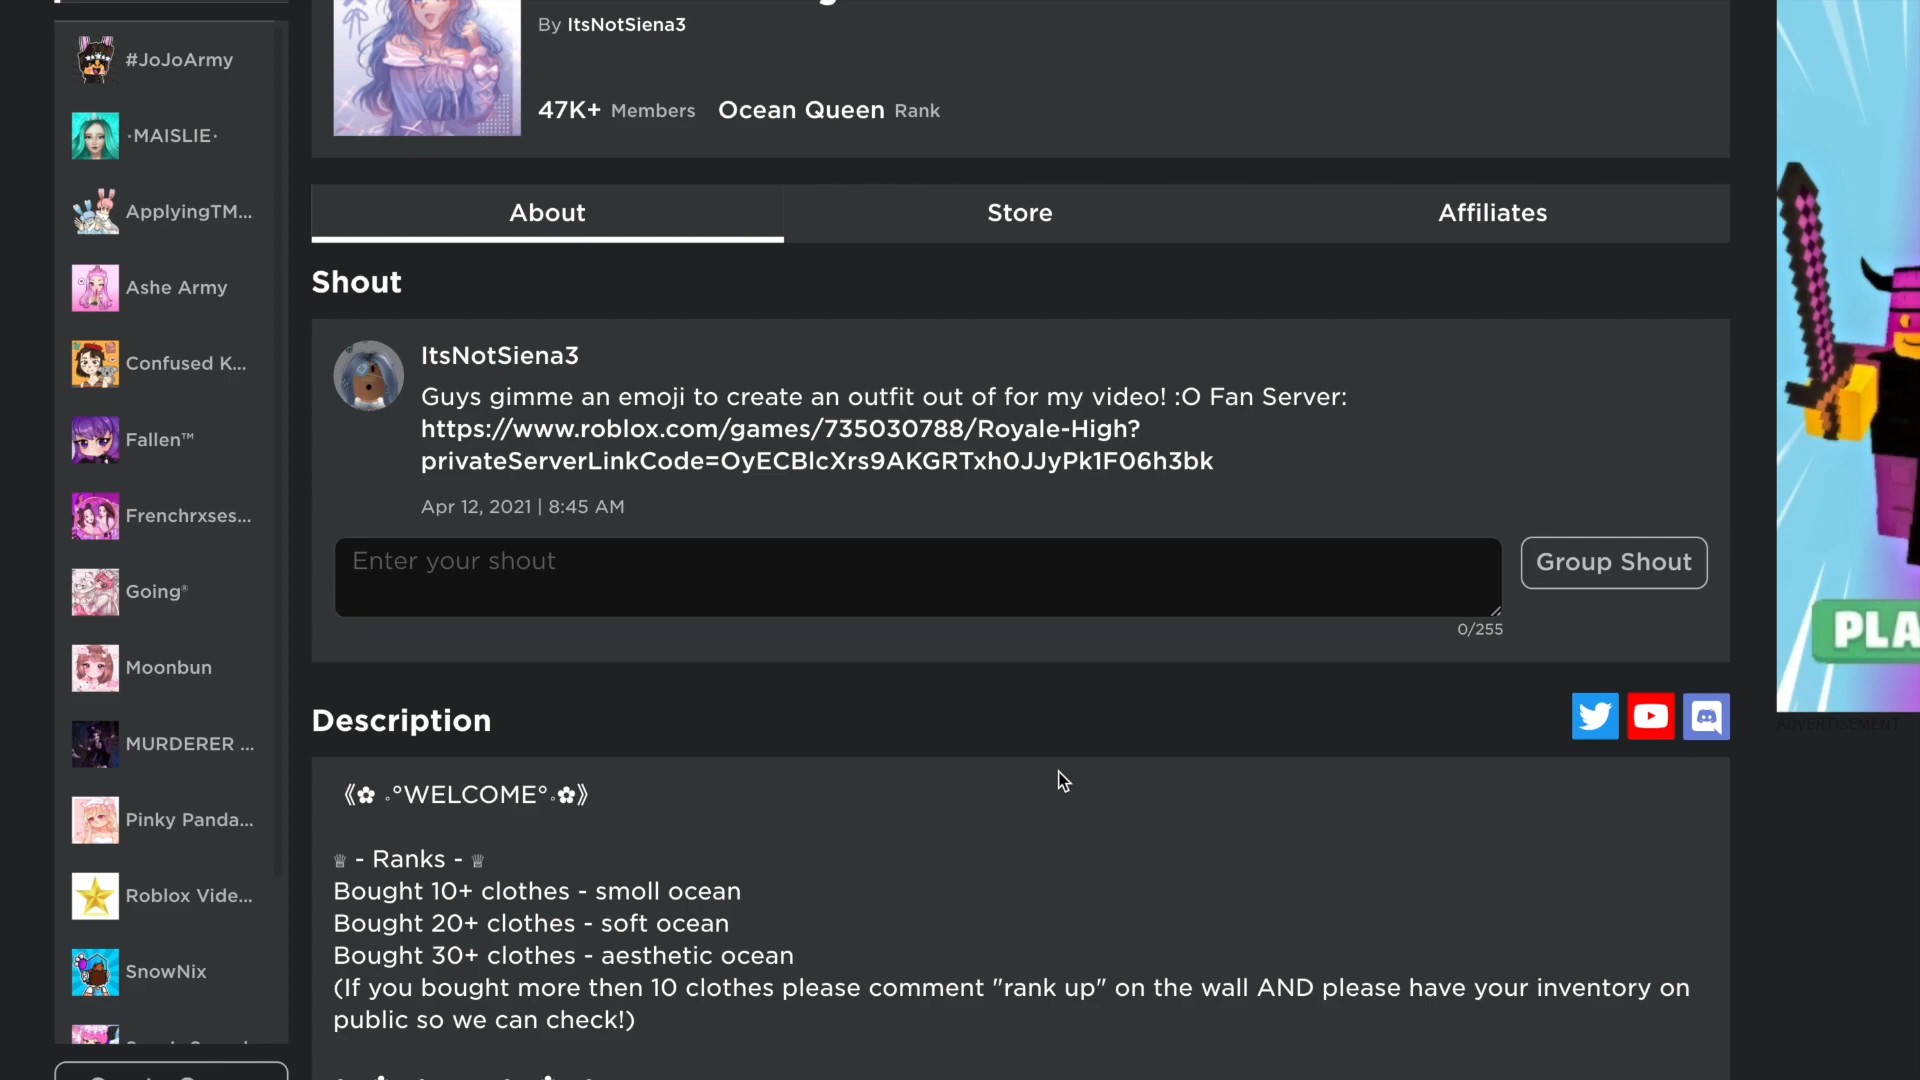 #JoJoArmy
·MAISLIE·
ApplyingTM...
Ashe Army
Confused K...
Fallen™
Frenchrxses...
Going®
Moonbun
MURDERER ...
Pinky Panda...
Roblox Vide...
SnowNix
By ItsNotSiena3
47K+ Members Ocean Queen Rank
About Store Affiliates
Shout
ItsNotSiena3
Guys gimme an emoji to create an outfit out of for my video! :O Fan Server:
https://www.roblox.com/games/735030788/Royale-High?
privateServerLinkCode=OyECBlcXrs9AKGRTxh0JJyPk1F06h3bk
Apr 12, 2021 | 8:45 AM
Enter your shout
Group Shout
0/255
Description
《✿ ˳°WELCOME°˳✿》
♕ - Ranks - ♕
Bought 10+ clothes - smoll ocean
Bought 20+ clothes - soft ocean
Bought 30+ clothes - aesthetic ocean
(If you bought more then 10 clothes please comment "rank up" on the wall AND please have your inventory on
public so we can check!)
PLA
ADVERTISEMENT